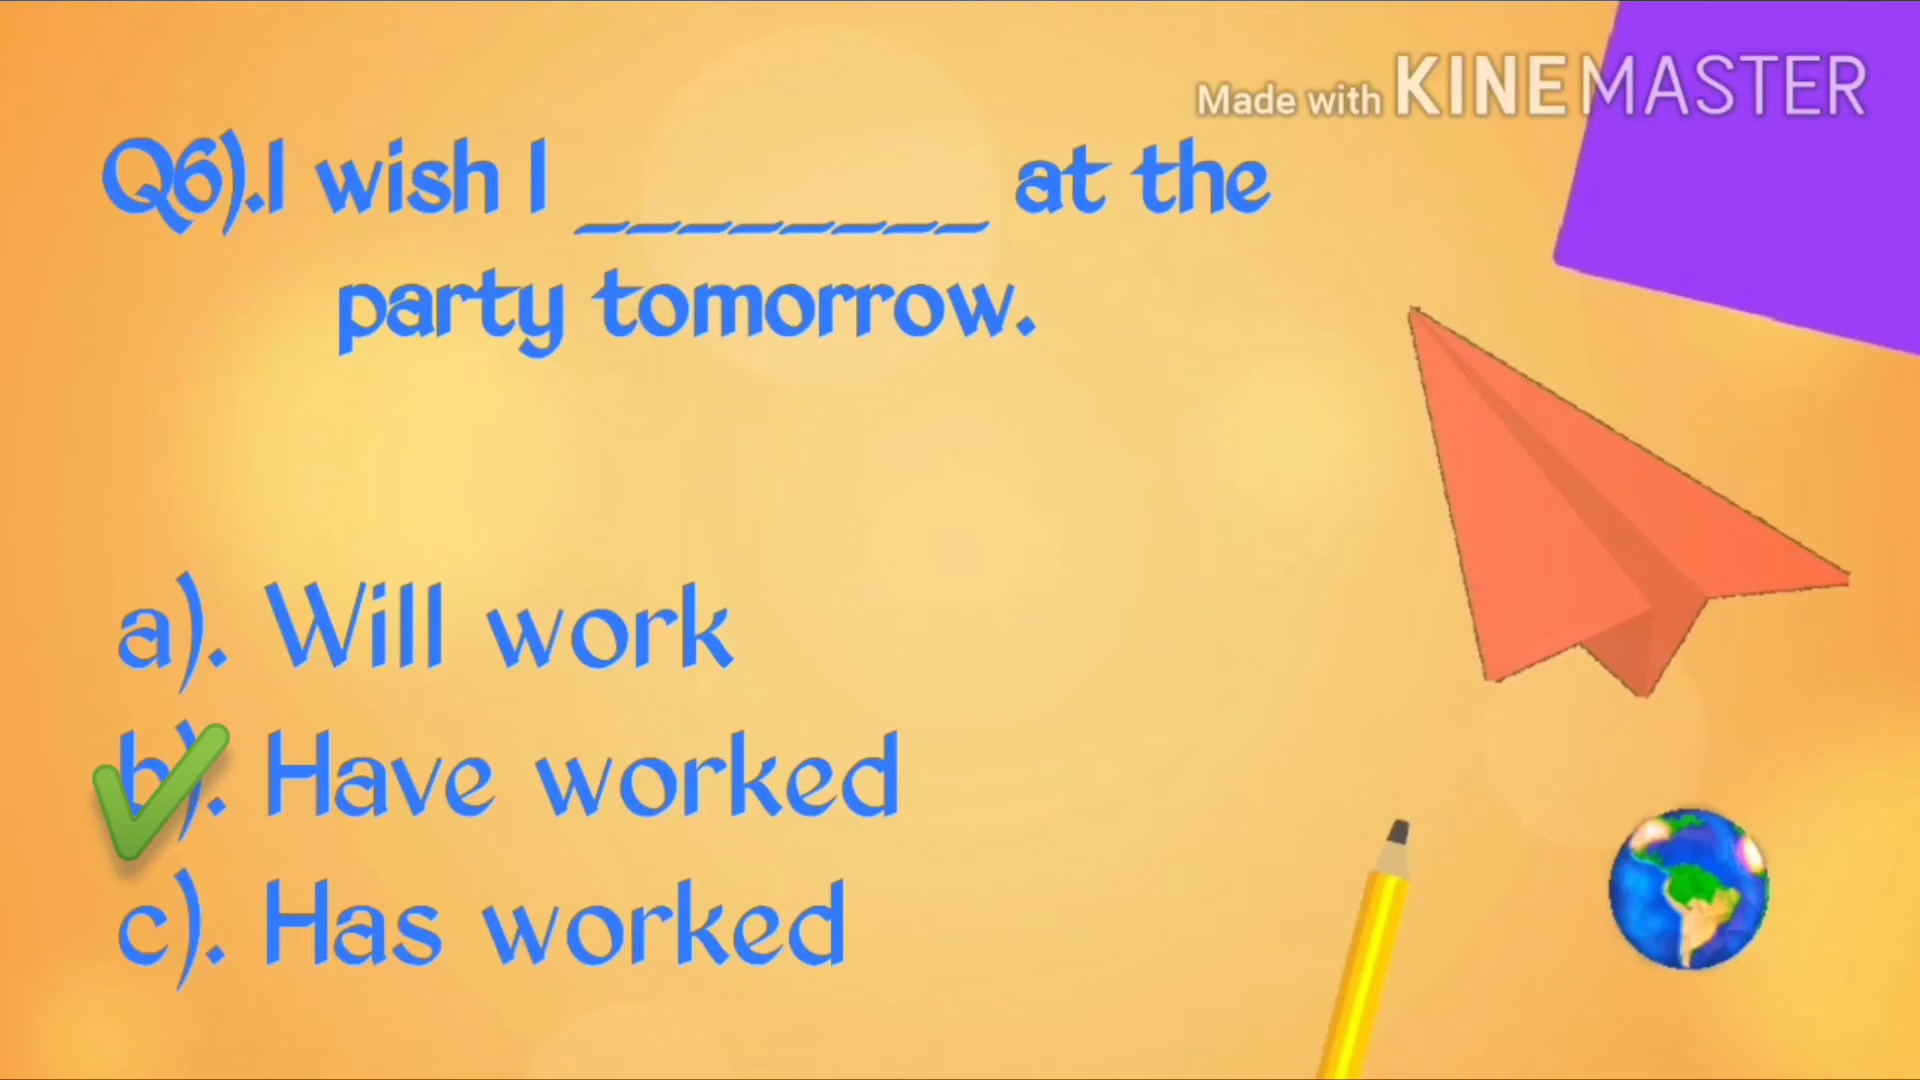 Made with KINEMASTER
Q6).I wish I ________ at the
party tomorrow.
a). Will work
b). Have worked
c). Has worked